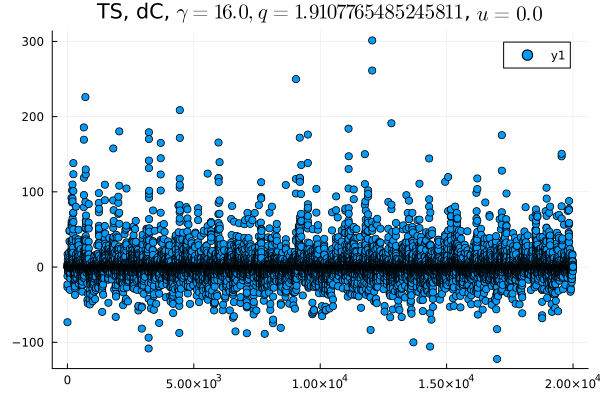 TS, dC, γ = 16.0, q = 1.9107765485245811, u = 0.0
y1
300
200
100
0
−100
0 5.00×10³ 1.00×10⁴ 1.50×10⁴ 2.00×10⁴